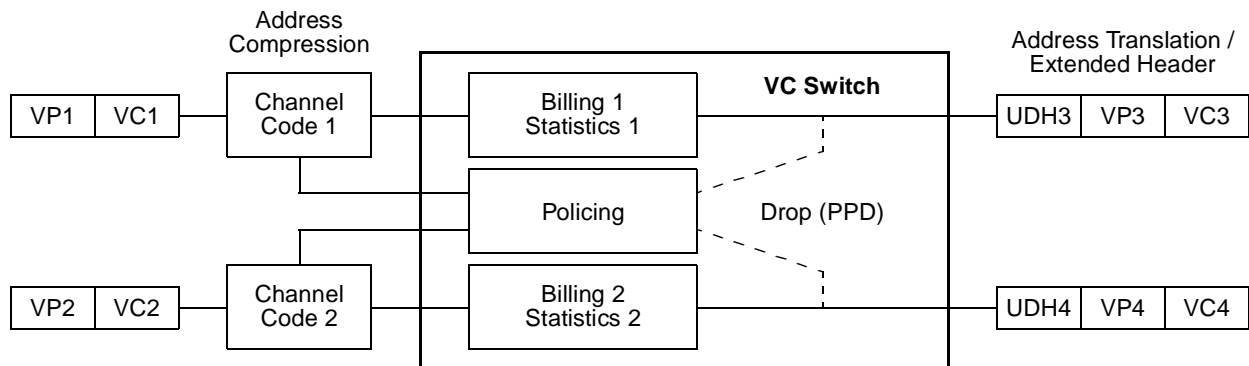 Address
Compression
Address Translation /
Extended Header
VC Switch
VP1 VC1
Channel
Code 1
Billing 1
Statistics 1
UDH3 VP3 VC3
Policing
Drop (PPD)
VP2 VC2
Channel
Code 2
Billing 2
Statistics 2
UDH4 VP4 VC4